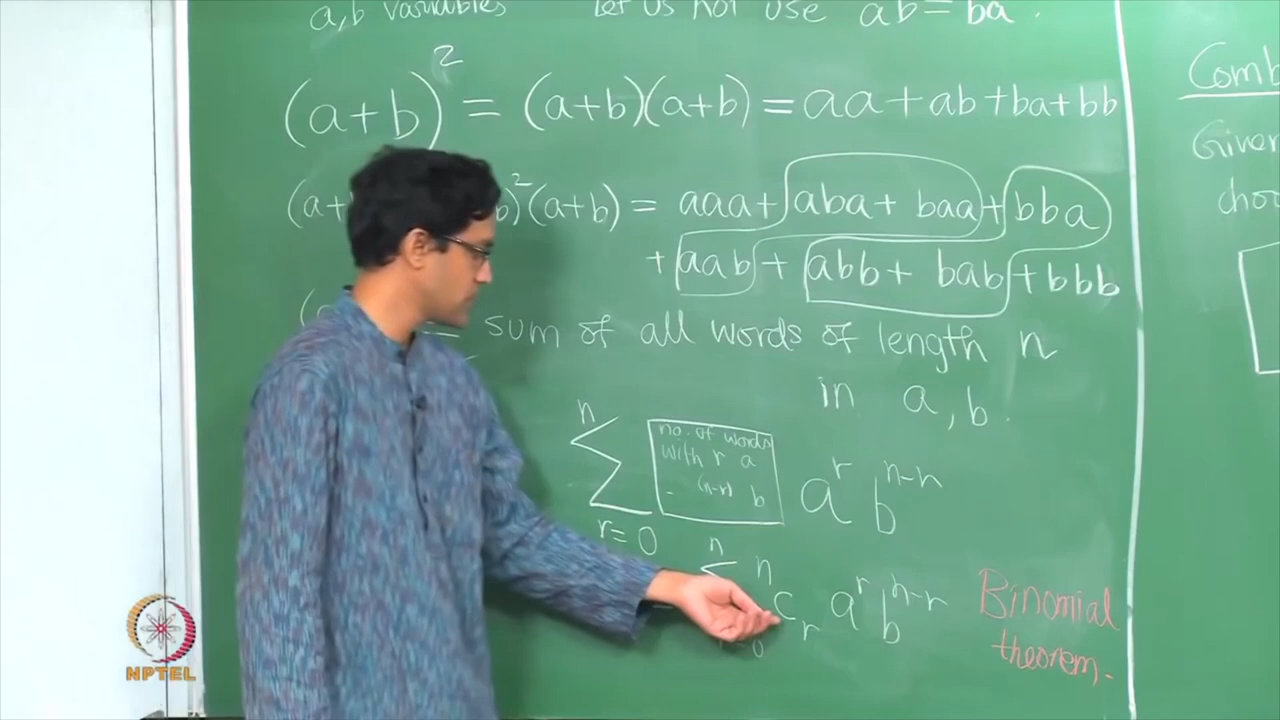 a,b variables Let us not use ab = ba.
(a+b)² = (a+b)(a+b) = aa + ab + ba + bb
(a+ b)²(a+b) = aaa + aba + baa + bba
+ aab + abb + bab + bbb
( = sum of all words of length n
in a, b.
n
Σ
r=0
no. of words
with r a
- (n-r) b
a^r b^{n-r}
n
Σ
0
nCr a^r b^{n-r}
Binomial
theorem.
Comb
Given
choo
NPTEL